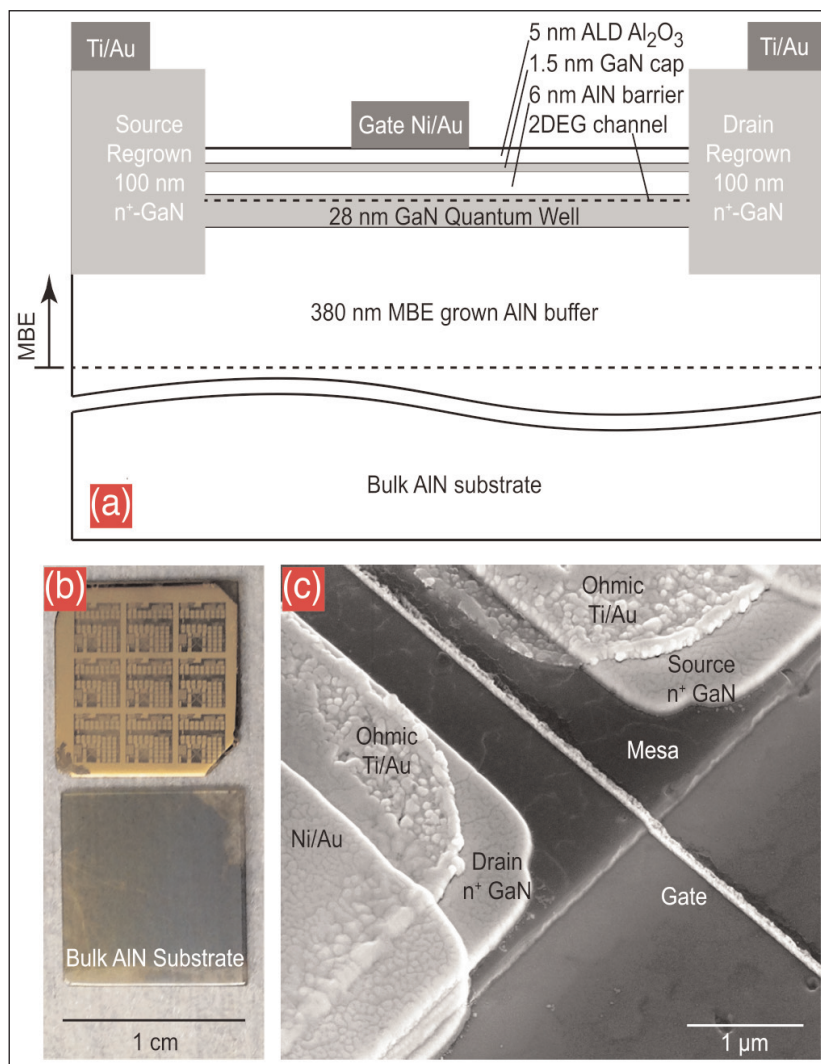 Ti/Au
5 nm ALD Al₂O₃
Ti/Au
1.5 nm GaN cap
6 nm AlN barrier
2DEG channel
Source
Regrown
100 nm
n⁺-GaN
Gate Ni/Au
Drain
Regrown
100 nm
n⁺-GaN
28 nm GaN Quantum Well
MBE
380 nm MBE grown AlN buffer
Bulk AlN substrate
(a)
(b)
Bulk AlN Substrate
1 cm
(c)
Ohmic
Ti/Au
Source
n⁺ GaN
Mesa
Ohmic
Ti/Au
Ni/Au
Drain
n⁺ GaN
Gate
1 µm